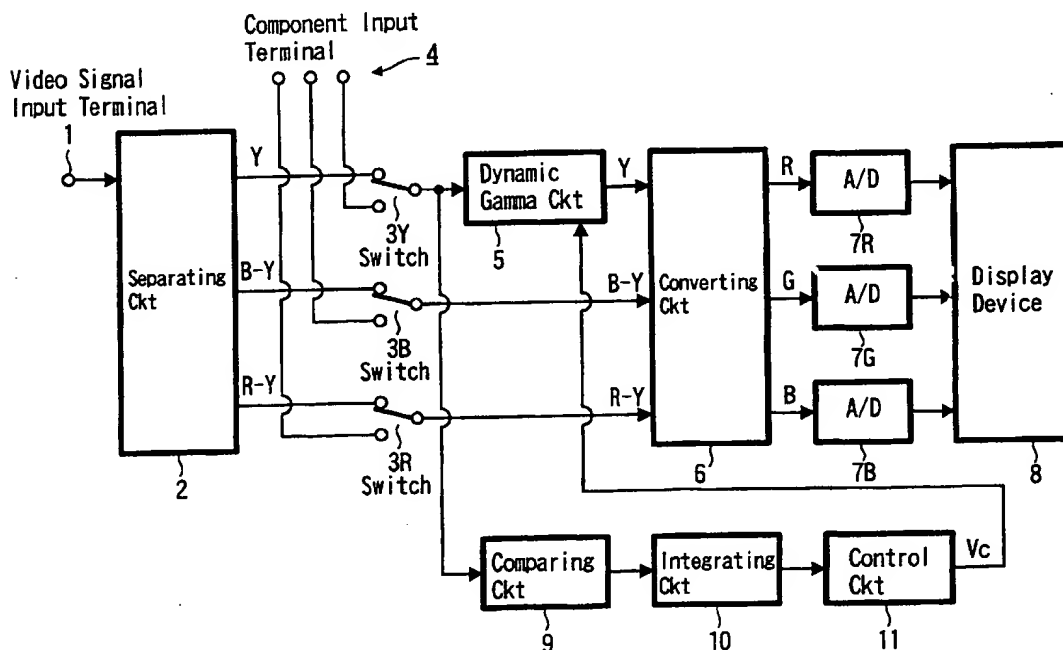 Component Input
Terminal
4
Video Signal
Input Terminal
1
Y
B-Y
R-Y
Separating
Ckt
2
3Y
Switch
3B
Switch
3R
Switch
Dynamic
Gamma Ckt
5
Y
B-Y
R-Y
Converting
Ckt
6
R
G
B
A/D
7R
A/D
7G
A/D
7B
Display
Device
8
Comparing
Ckt
9
Integrating
Ckt
10
Control
Ckt
11
Vc